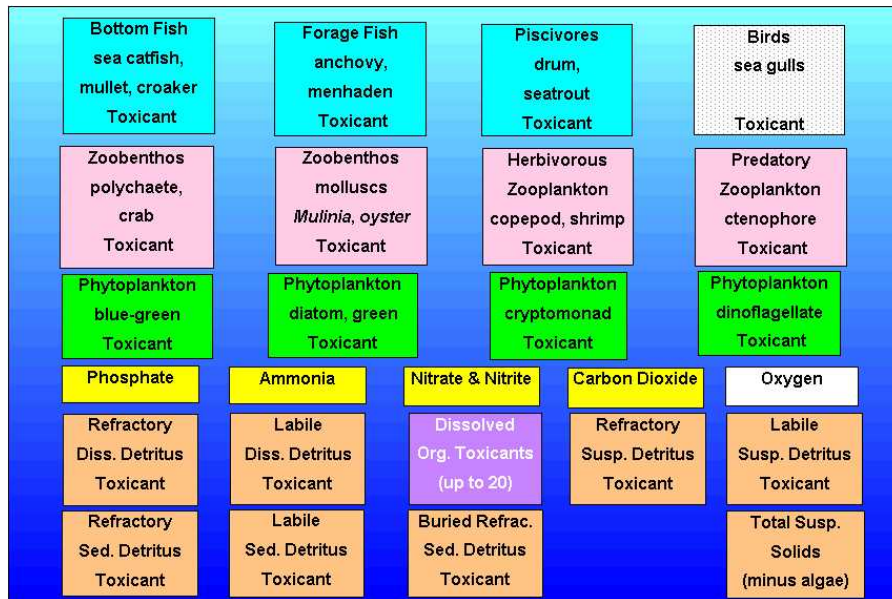 Bottom Fish
sea catfish,
mullet, croaker
Toxicant
Forage Fish
anchovy,
menhaden
Toxicant
Piscivores
drum,
seatrout
Toxicant
Birds
sea gulls
Toxicant
Zoobenthos
polychaete,
crab
Toxicant
Zoobenthos
molluscs
Mulinia, oyster
Toxicant
Herbivorous
Zooplankton
copepod, shrimp
Toxicant
Predatory
Zooplankton
ctenophore
Toxicant
Phytoplankton
blue-green
Toxicant
Phytoplankton
diatom, green
Toxicant
Phytoplankton
cryptomonad
Toxicant
Phytoplankton
dinoflagellate
Toxicant
Phosphate
Ammonia
Nitrate & Nitrite
Carbon Dioxide
Oxygen
Refractory
Diss. Detritus
Toxicant
Labile
Diss. Detritus
Toxicant
Dissolved
Org. Toxicants
(up to 20)
Refractory
Susp. Detritus
Toxicant
Labile
Susp. Detritus
Toxicant
Refractory
Sed. Detritus
Toxicant
Labile
Sed. Detritus
Toxicant
Buried Refrac.
Sed. Detritus
Toxicant
Total Susp.
Solids
(minus algae)